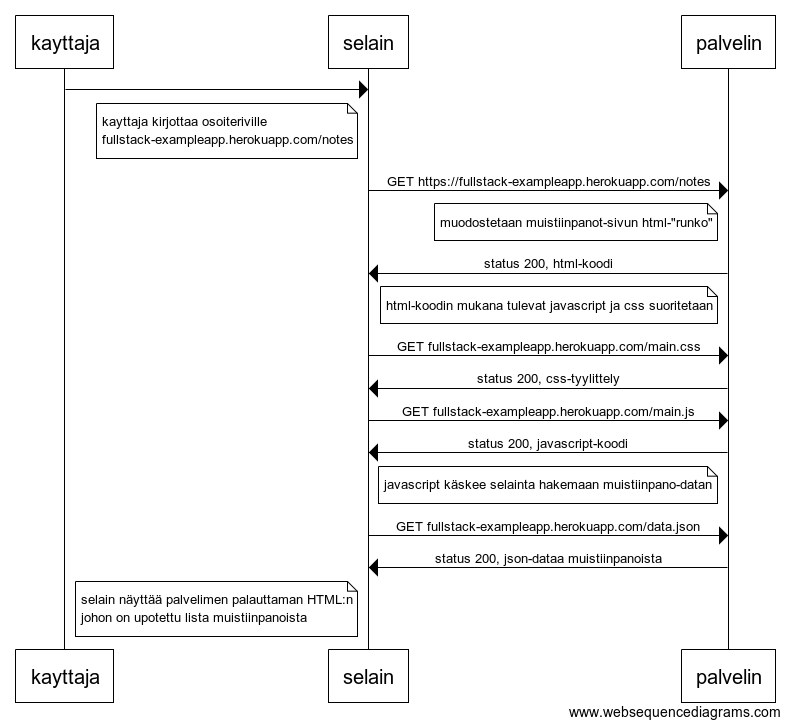 kayttaja
selain
palvelin
kayttaja kirjottaa osoiteriville
fullstack-exampleapp.herokuapp.com/notes
GET https://fullstack-exampleapp.herokuapp.com/notes
muodostetaan muistiinpanot-sivun html-"runko"
status 200, html-koodi
html-koodin mukana tulevat javascript ja css suoritetaan
GET fullstack-exampleapp.herokuapp.com/main.css
status 200, css-tyylittely
GET fullstack-exampleapp.herokuapp.com/main.js
status 200, javascript-koodi
javascript käskee selainta hakemaan muistiinpano-datan
GET fullstack-exampleapp.herokuapp.com/data.json
status 200, json-dataa muistiinpanoista
selain näyttää palvelimen palauttaman HTML:n
johon on upotettu lista muistiinpanoista
kayttaja
selain
palvelin
www.websequencediagrams.com